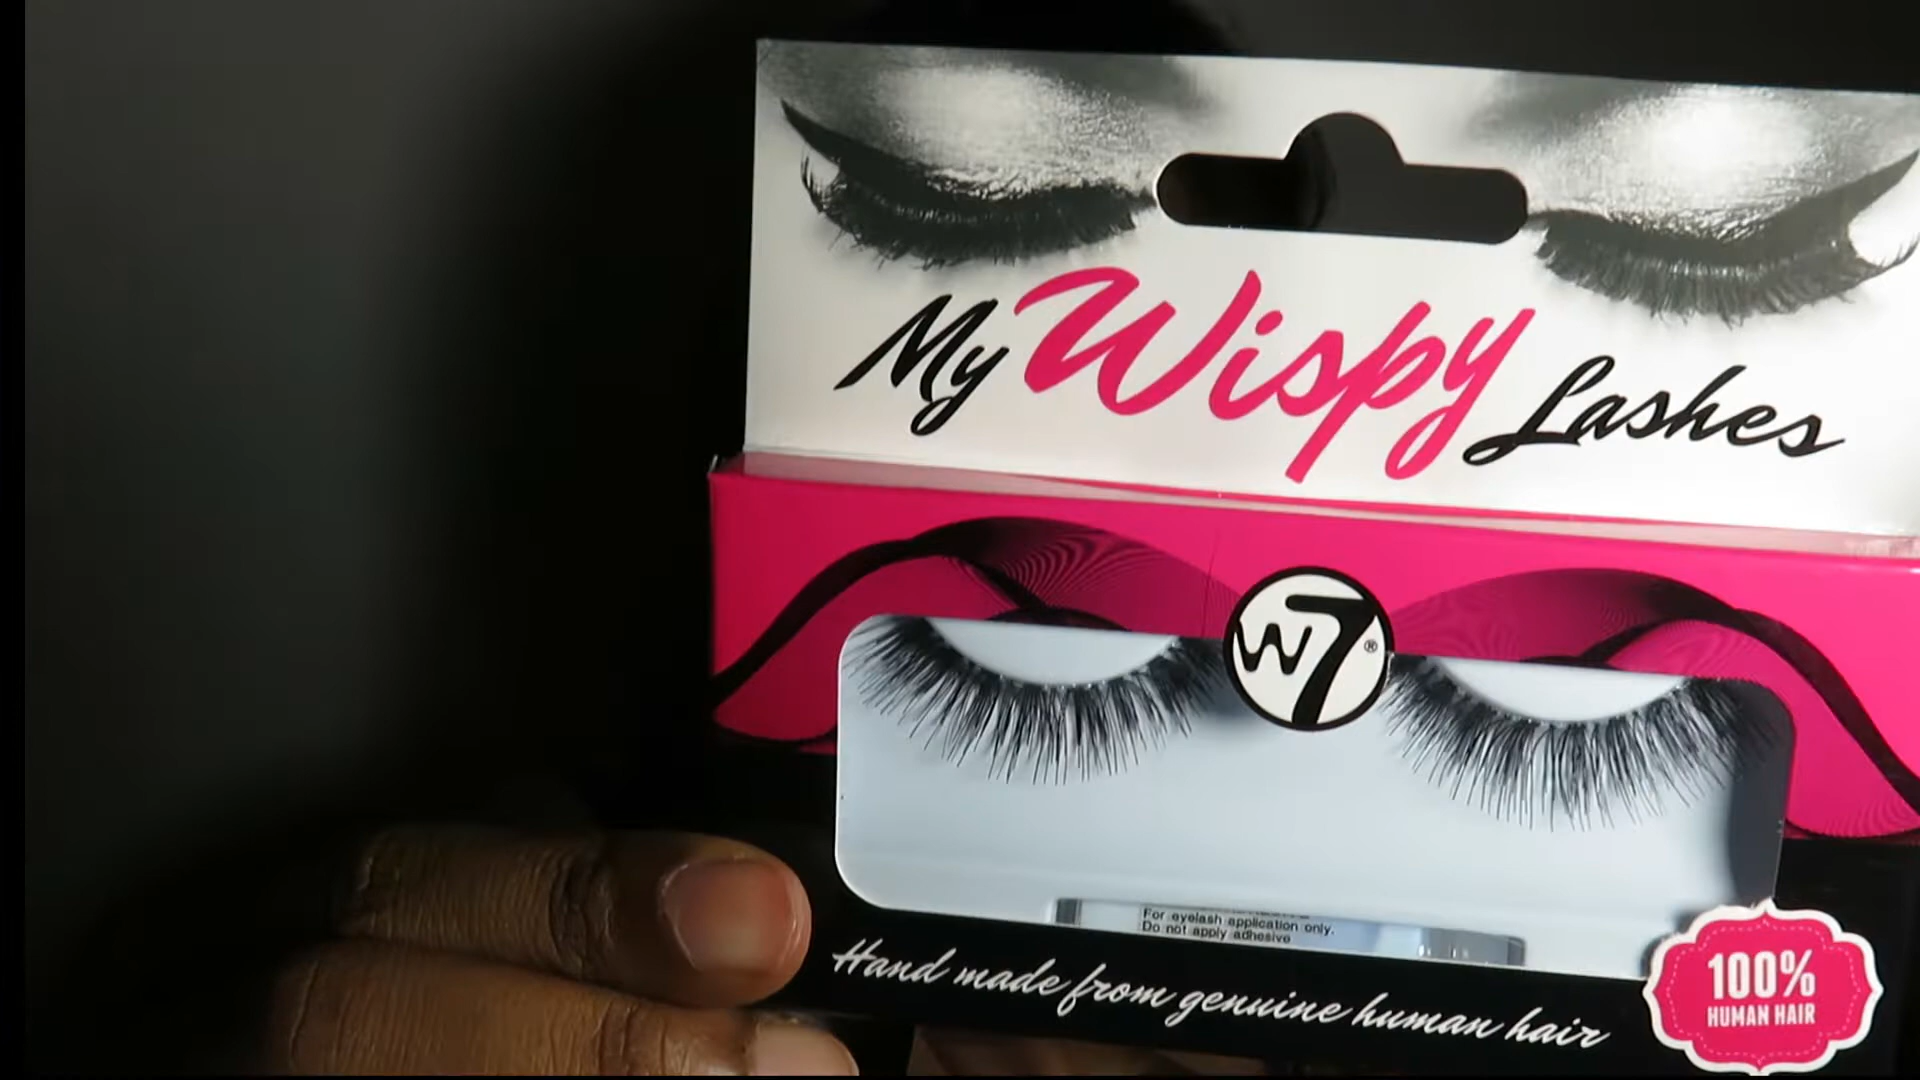 My Wispy Lashes
W7®
For eyelash application only.
Do not apply adhesive
Hand made from genuine human hair
100%
HUMAN HAIR